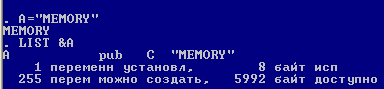 . A="MEMORY"
MEMORY
. LIST &A
A pub C "MEMORY"
1 переменн установл, 8 байт исп
255 перем можно создать, 5992 байт доступно